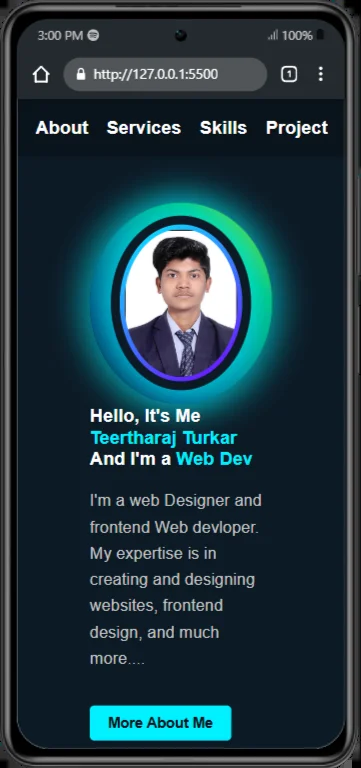 3:00 PM 100%
http://127.0.0.1:5500 1
About Services Skills Project
Hello, It's Me
Teertharaj Turkar
And I'm a Web Dev
I'm a web Designer and
frontend Web devloper.
My expertise is in
creating and designing
websites, frontend
design, and much
more....
More About Me